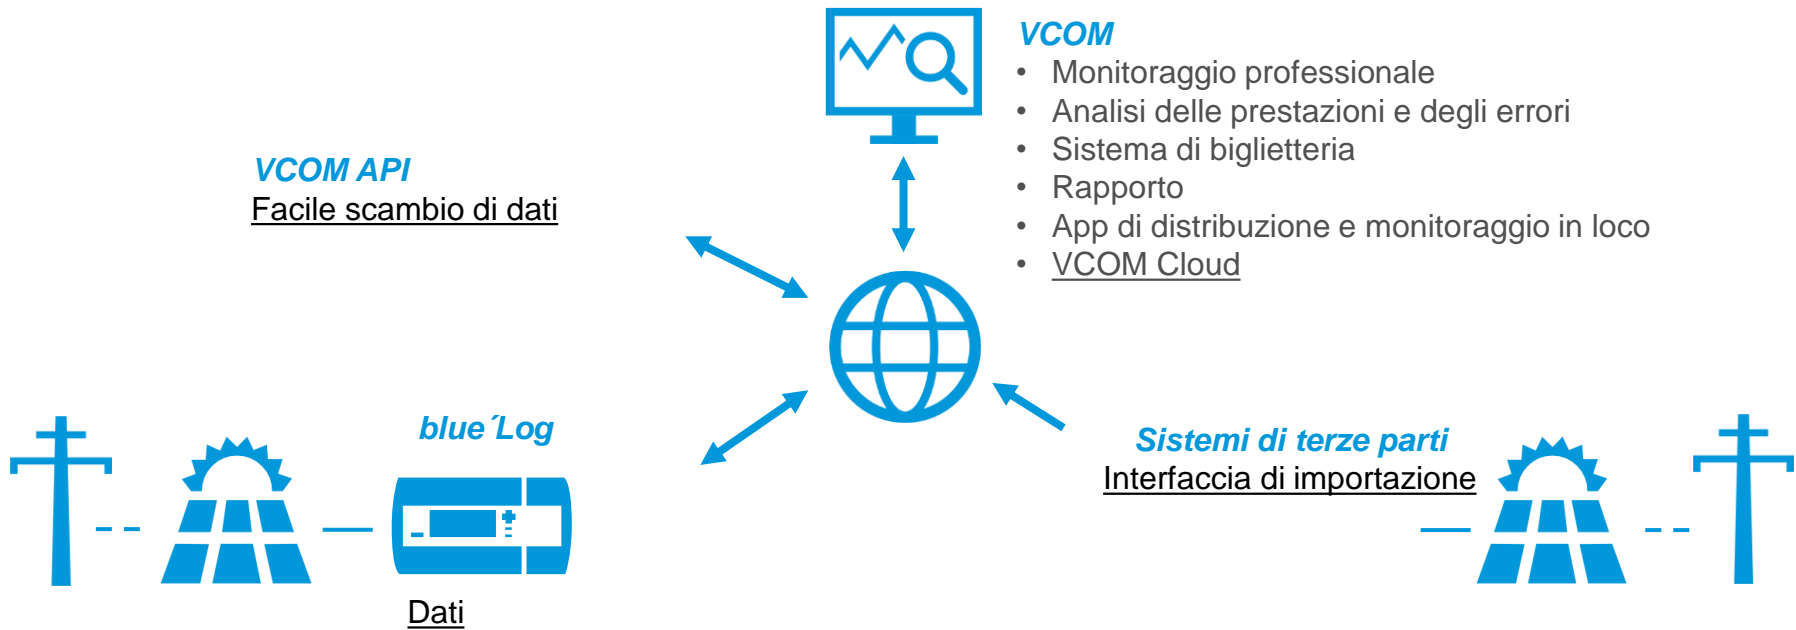 VCOM
• Monitoraggio professionale
• Analisi delle prestazioni e degli errori
• Sistema di biglietteria
• Rapporto
• App di distribuzione e monitoraggio in loco
• VCOM Cloud
VCOM API
Facile scambio di dati
blue´Log
Dati
Sistemi di terze parti
Interfaccia di importazione